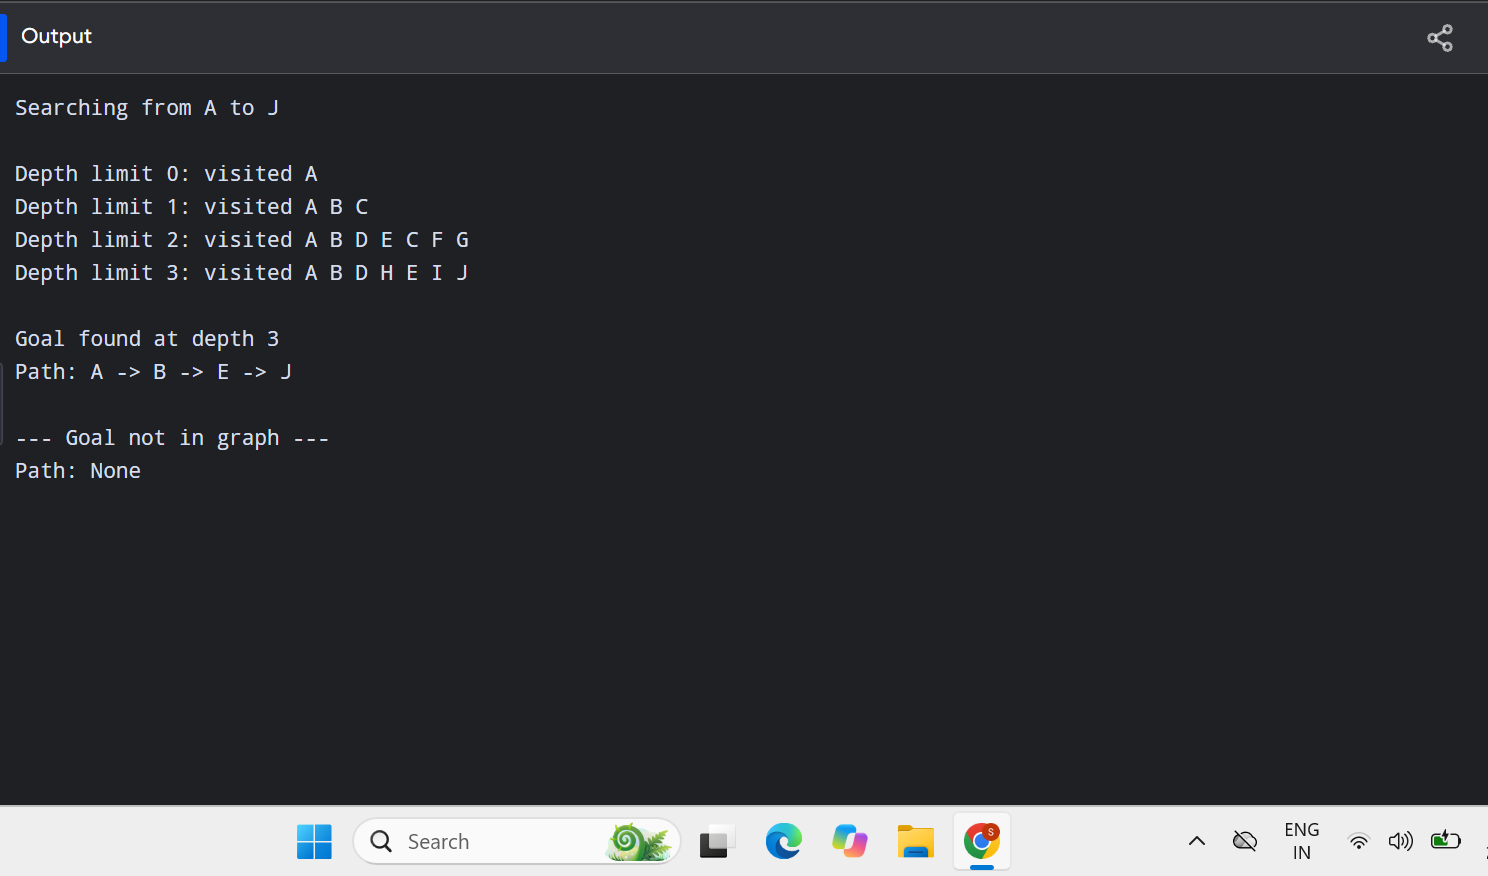 Output
Searching from A to J
Depth limit 0: visited A
Depth limit 1: visited A B C
Depth limit 2: visited A B D E C F G
Depth limit 3: visited A B D H E I J
Goal found at depth 3
Path: A -> B -> E -> J
--- Goal not in graph ---
Path: None
Search
S
ENG
IN